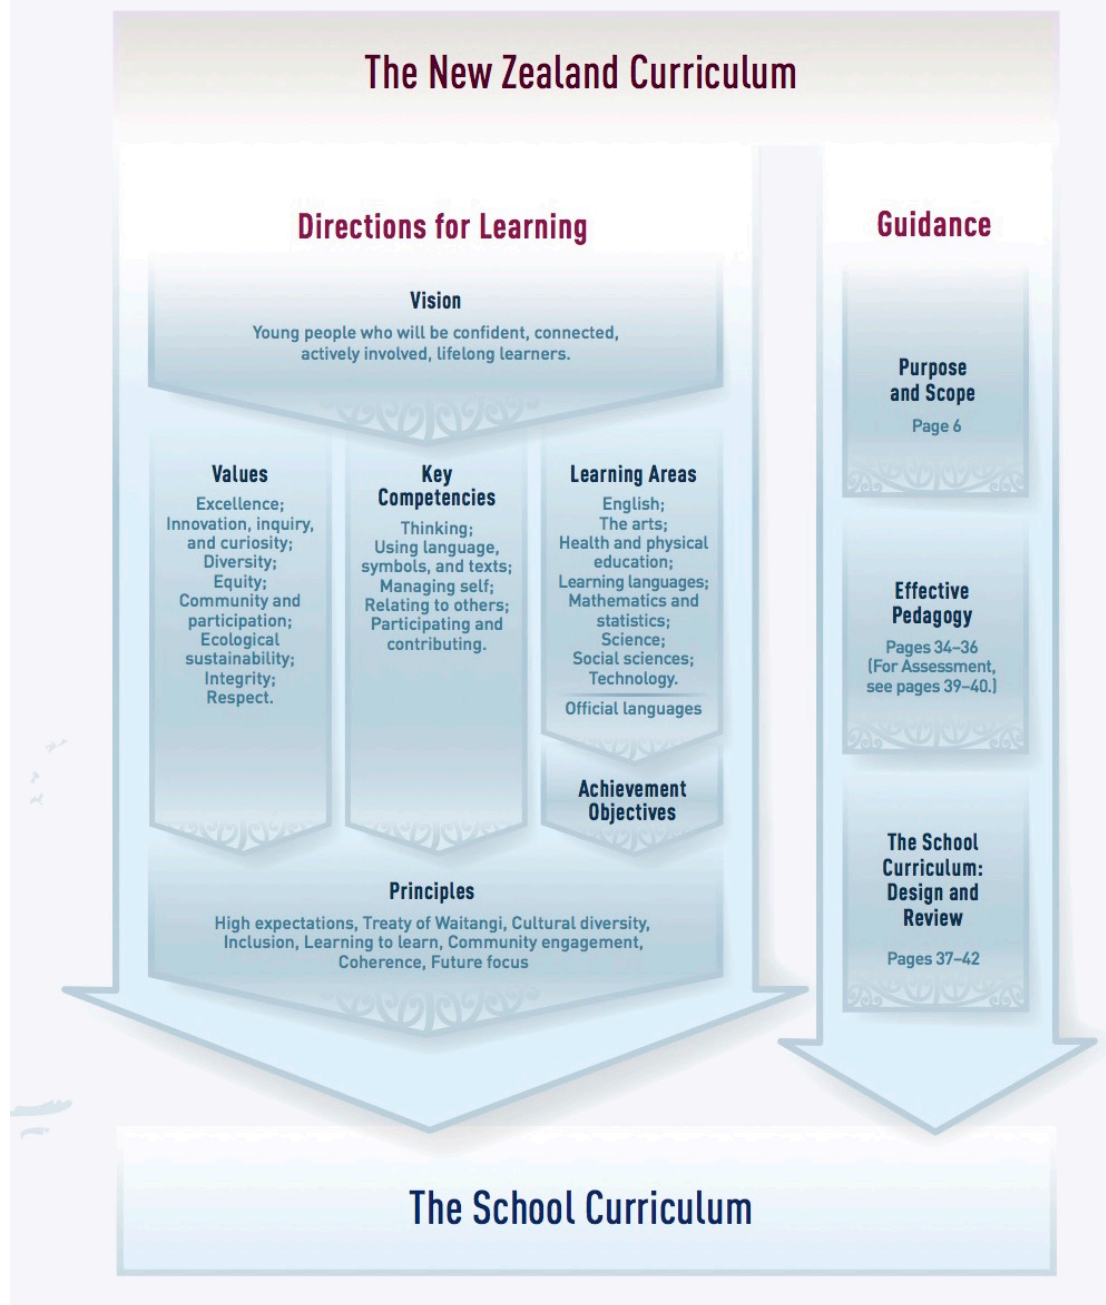 The New Zealand Curriculum
Directions for Learning
Vision
Young people who will be confident, connected,
actively involved, lifelong learners.
Values
Excellence;
Innovation, inquiry,
and curiosity;
Diversity;
Equity;
Community and
participation;
Ecological
sustainability;
Integrity;
Respect.
Key
Competencies
Thinking;
Using language,
symbols, and texts;
Managing self;
Relating to others;
Participating and
contributing.
Learning Areas
English;
The arts;
Health and physical
education;
Learning languages;
Mathematics and
statistics;
Science;
Social sciences;
Technology.
Official languages
Achievement
Objectives
Principles
High expectations, Treaty of Waitangi, Cultural diversity,
Inclusion, Learning to learn, Community engagement,
Coherence, Future focus
Guidance
Purpose
and Scope
Page 6
Effective
Pedagogy
Pages 34–36
(For Assessment,
see pages 39–40.)
The School
Curriculum:
Design and
Review
Pages 37–42
The School Curriculum